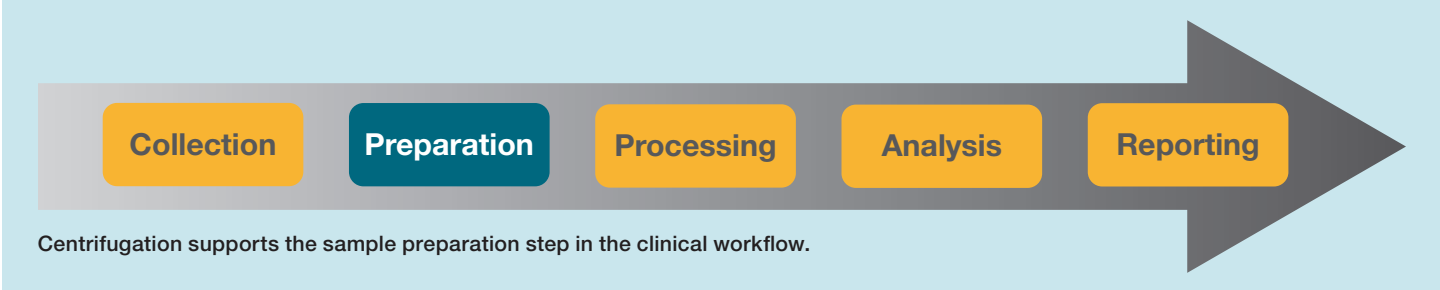 Collection
Preparation
Processing
Analysis
Reporting
Centrifugation supports the sample preparation step in the clinical workflow.